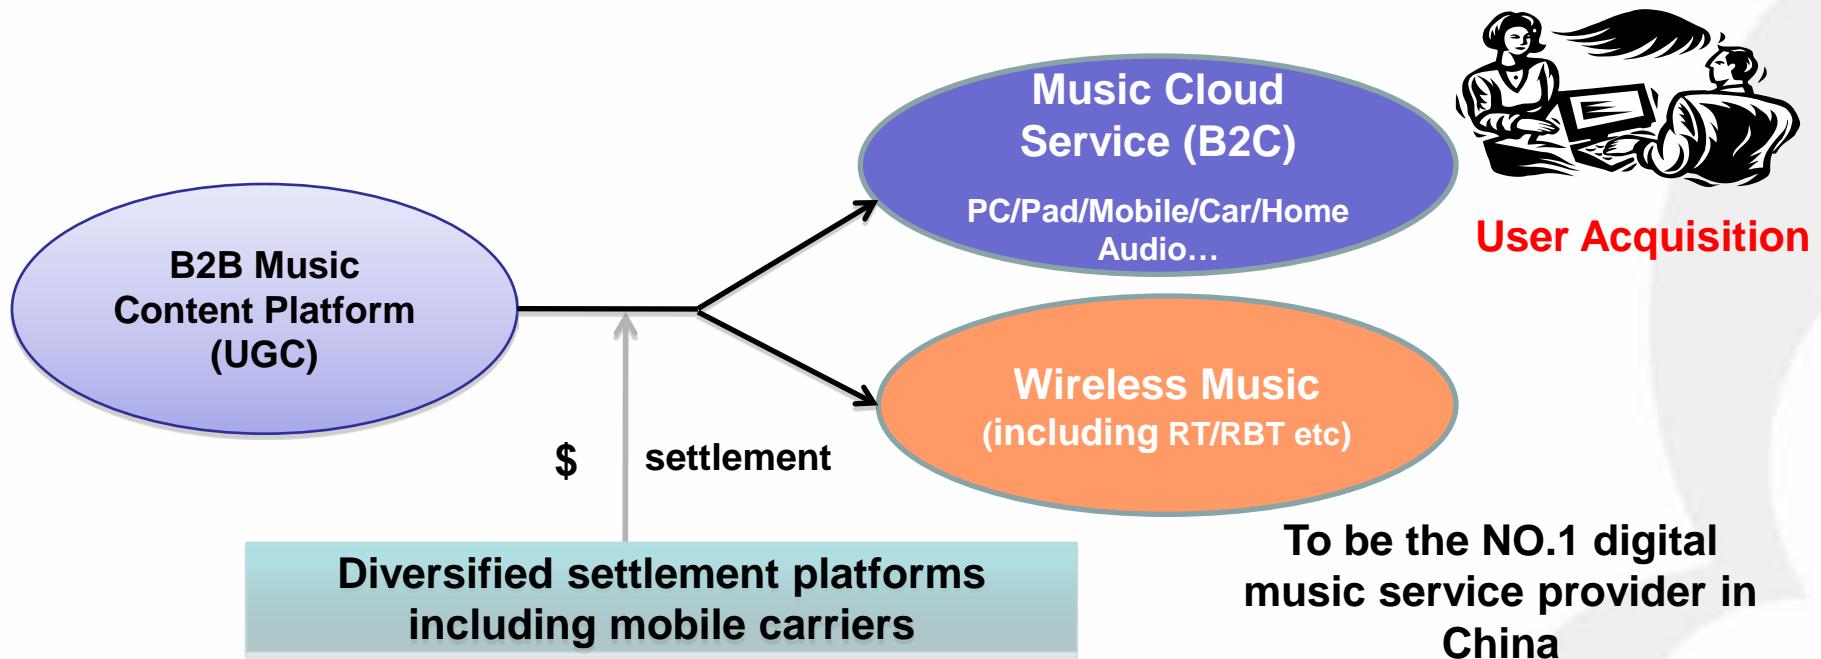 Music Cloud
Service (B2C)
PC/Pad/Mobile/Car/Home
Audio…
User Acquisition
B2B Music
Content Platform
(UGC)
Wireless Music
(including RT/RBT etc)
$ settlement
Diversified settlement platforms
including mobile carriers
To be the NO.1 digital
music service provider in
China